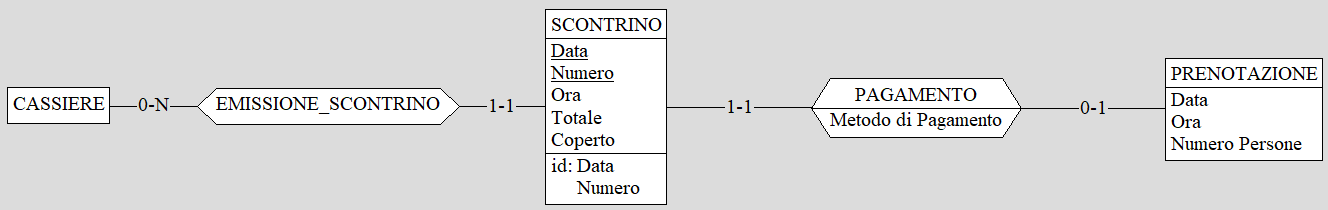 CASSIERE
0-N
EMISSIONE_SCONTRINO
1-1
SCONTRINO
Data
Numero
Ora
Totale
Coperto
id: Data
Numero
1-1
PAGAMENTO
Metodo di Pagamento
0-1
PRENOTAZIONE
Data
Ora
Numero Persone